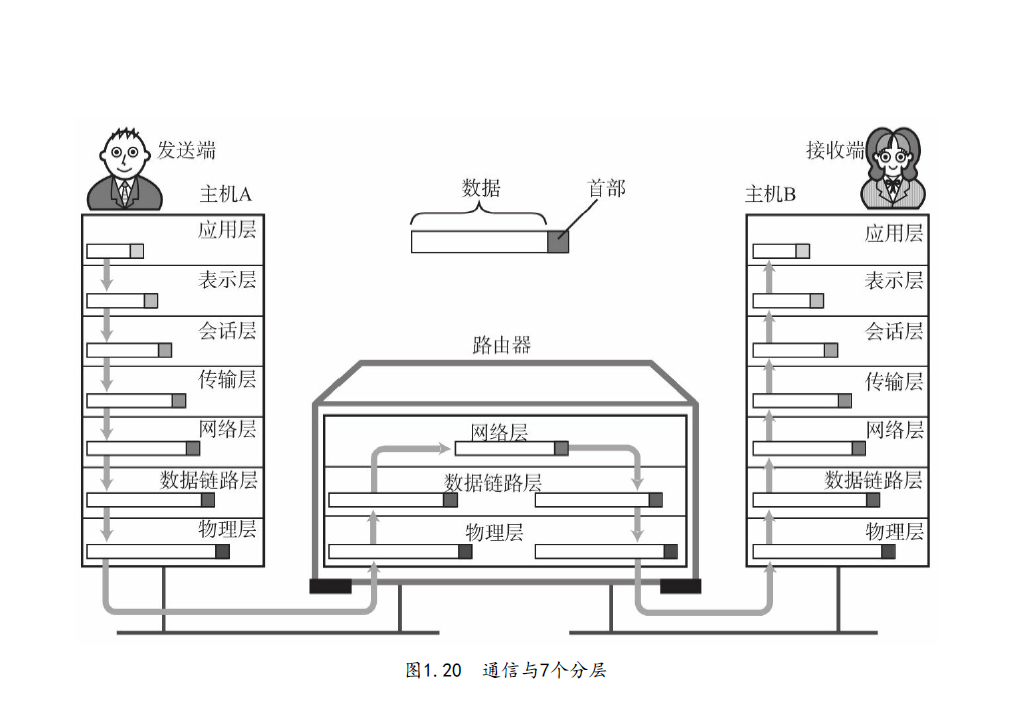 发送端
主机A
应用层
表示层
会话层
传输层
网络层
数据链路层
物理层
数据
首部
路由器
网络层
数据链路层
物理层
接收端
主机B
应用层
表示层
会话层
传输层
网络层
数据链路层
物理层
图1.20 通信与7个分层